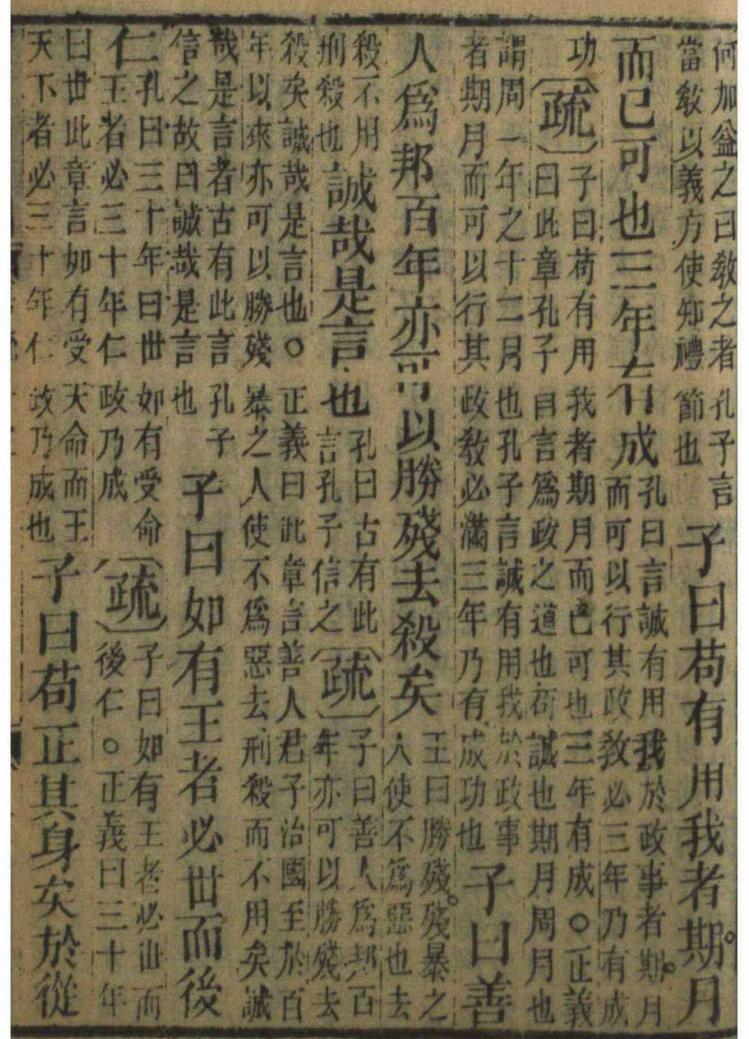 何加益之曰敎之者孔子言
當敎以義方使知禮節也
子曰苟有用我者期月
而已可也三年有成
孔曰言誠有用我於政事者期月
而可以行其政敎必三年乃有成
功
疏
子曰苟有用我者期月而已可也三年有成○正義
曰此章孔子自言爲政之道也苟誠也期月周月也
謂周一年之十二月也孔子言誠有用我於政事
者期月而可以行其政敎必滿三年乃有成功也
子曰善
人爲邦百年亦可以勝殘去殺矣
王曰勝殘殘暴之
人使不爲惡也去
殺不用
刑殺也
誠哉是言也
孔曰古有此
言孔子信之
疏
子曰善人爲邦百
年亦可以勝殘去
殺矣誠哉是言也○正義曰此章言善人君子治國至於百
年以來亦可以勝殘暴之人使不爲惡去刑殺而不用矣誠
哉是言者古有此言孔子
信之故曰誠哉是言也
子曰如有王者必世而後
仁
孔曰三十年曰世如有受命
王者必三十年仁政乃成
疏
子曰如有王者必世而
後仁○正義曰三十年
曰世此章言如有受天命而王
天下者必三十年仁政乃成也
子曰苟正其身矣於從